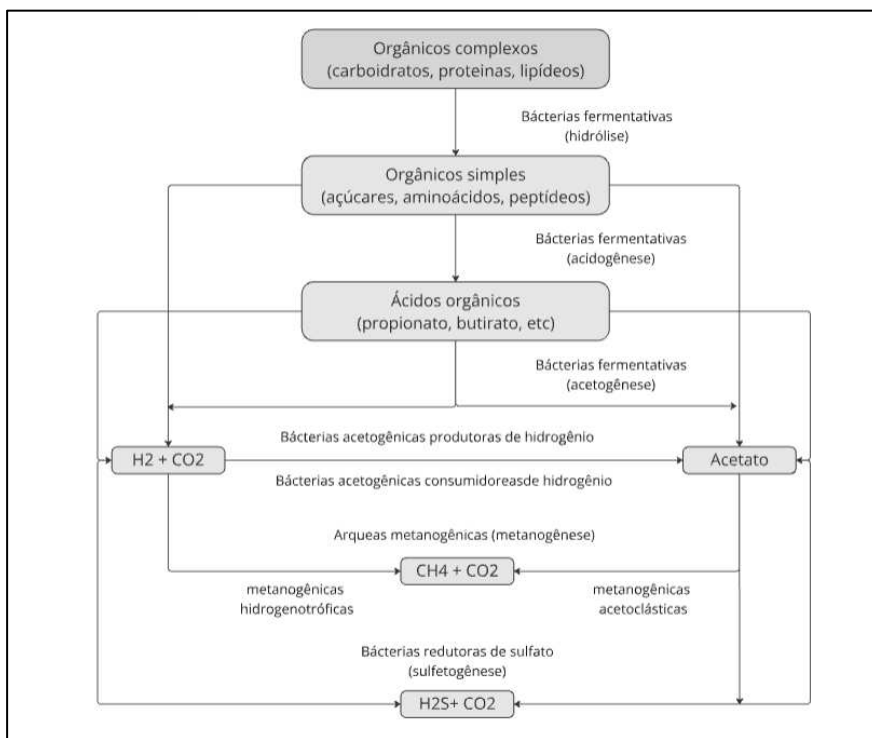 Orgânicos complexos
(carboidratos, proteinas, lipídeos)
Bácterias fermentativas
(hidrólise)
Orgânicos simples
(açúcares, aminoácidos, peptídeos)
Bácterias fermentativas
(acidogênese)
Ácidos orgânicos
(propionato, butirato, etc)
Bácterias fermentativas
(acetogênese)
Bácterias acetogênicas produtoras de hidrogênio
H2 + CO2
Acetato
Bácterias acetogênicas consumidoreasde hidrogênio
Arqueas metanogênicas (metanogênese)
CH4 + CO2
metanogênicas
hidrogenotróficas
metanogênicas
acetoclásticas
Bácterias redutoras de sulfato
(sulfetogênese)
H2S+ CO2